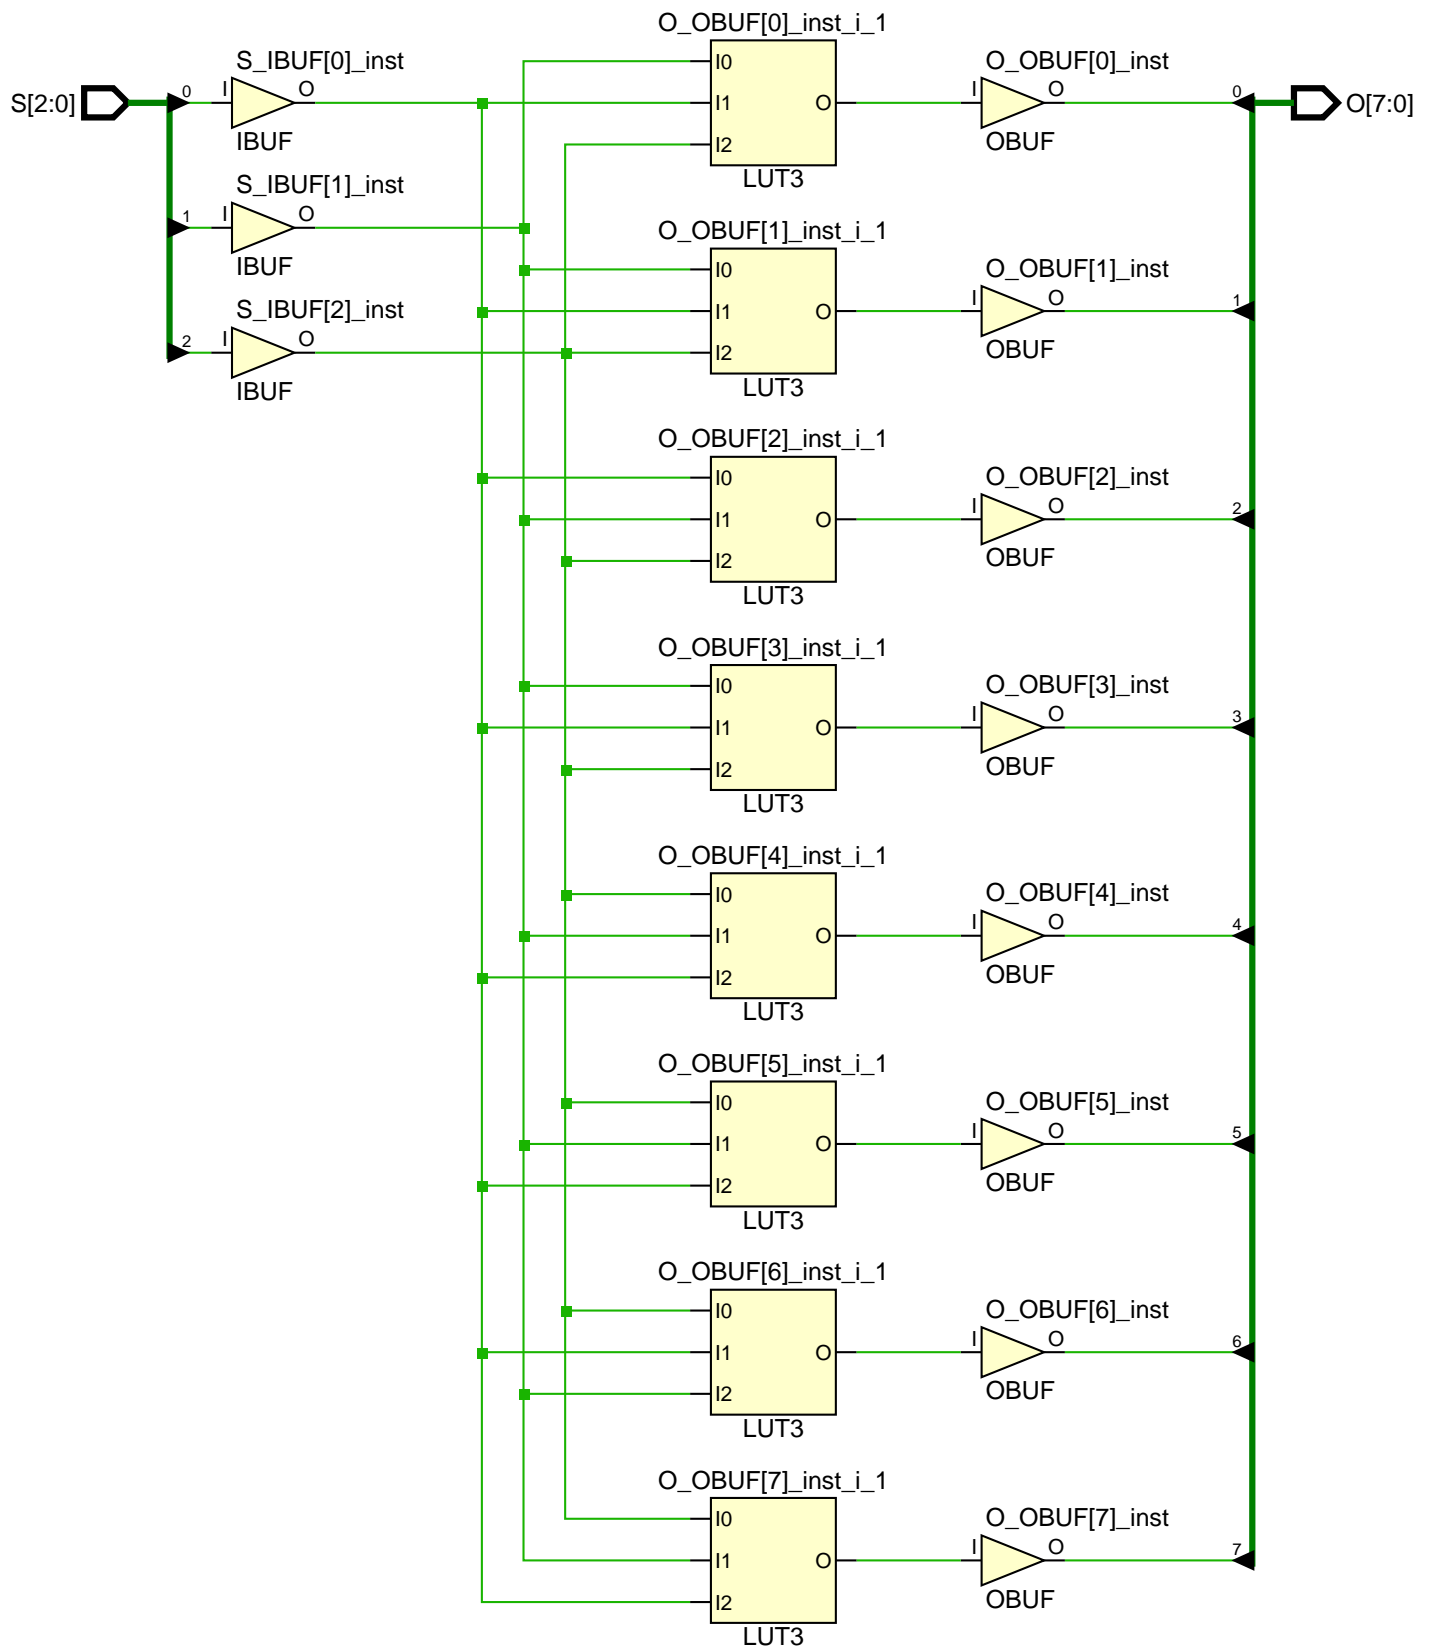 S[2:0]
0
S_IBUF[0]_inst
I
O
IBUF
1
S_IBUF[1]_inst
I
O
IBUF
2
S_IBUF[2]_inst
I
O
IBUF
O_OBUF[0]_inst_i_1
I0
I1
I2
O
LUT3
O_OBUF[0]_inst
I
O
OBUF
0
O[7:0]
O_OBUF[1]_inst_i_1
I0
I1
I2
O
LUT3
O_OBUF[1]_inst
I
O
OBUF
1
O_OBUF[2]_inst_i_1
I0
I1
I2
O
LUT3
O_OBUF[2]_inst
I
O
OBUF
2
O_OBUF[3]_inst_i_1
I0
I1
I2
O
LUT3
O_OBUF[3]_inst
I
O
OBUF
3
O_OBUF[4]_inst_i_1
I0
I1
I2
O
LUT3
O_OBUF[4]_inst
I
O
OBUF
4
O_OBUF[5]_inst_i_1
I0
I1
I2
O
LUT3
O_OBUF[5]_inst
I
O
OBUF
5
O_OBUF[6]_inst_i_1
I0
I1
I2
O
LUT3
O_OBUF[6]_inst
I
O
OBUF
6
O_OBUF[7]_inst_i_1
I0
I1
I2
O
LUT3
O_OBUF[7]_inst
I
O
OBUF
7